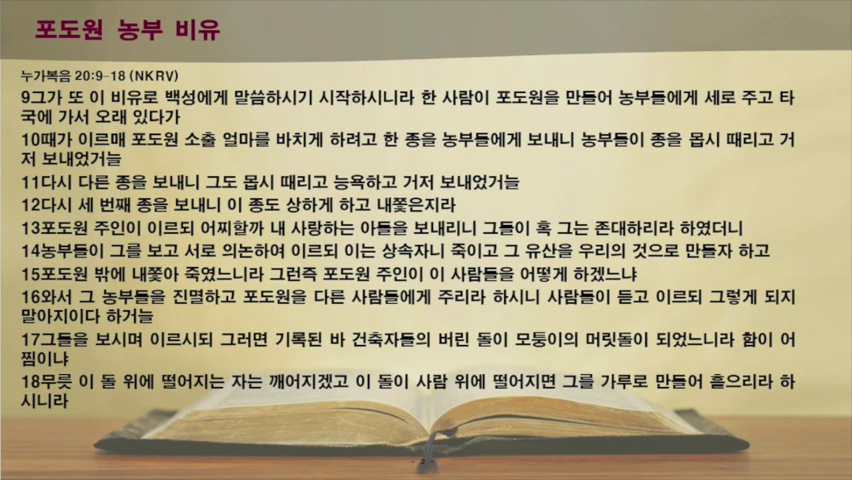 포도원 농부 비유
누가복음 20:9-18 (NKRV)
9그가 또 이 비유로 백성에게 말씀하시기 시작하시니라 한 사람이 포도원을 만들어 농부들에게 세로 주고 타
국에 가서 오래 있다가
10때가 이르매 포도원 소출 얼마를 바치게 하려고 한 종을 농부들에게 보내니 농부들이 종을 몹시 때리고 거
저 보내었거늘
11다시 다른 종을 보내니 그도 몹시 때리고 능욕하고 거저 보내었거늘
12다시 세 번째 종을 보내니 이 종도 상하게 하고 내쫓은지라
13포도원 주인이 이르되 어찌할까 내 사랑하는 아들을 보내리니 그들이 혹 그는 존대하리라 하였더니
14농부들이 그를 보고 서로 의논하여 이르되 이는 상속자니 죽이고 그 유산을 우리의 것으로 만들자 하고
15포도원 밖에 내쫓아 죽였느니라 그런즉 포도원 주인이 이 사람들을 어떻게 하겠느냐
16와서 그 농부들을 진멸하고 포도원을 다른 사람들에게 주리라 하시니 사람들이 듣고 이르되 그렇게 되지
말아지이다 하거늘
17그들을 보시며 이르시되 그러면 기록된 바 건축자들의 버린 돌이 모퉁이의 머릿돌이 되었느니라 함이 어
찜이냐
18무릇 이 돌 위에 떨어지는 자는 깨어지겠고 이 돌이 사람 위에 떨어지면 그를 가루로 만들어 흩으리라 하
시니라